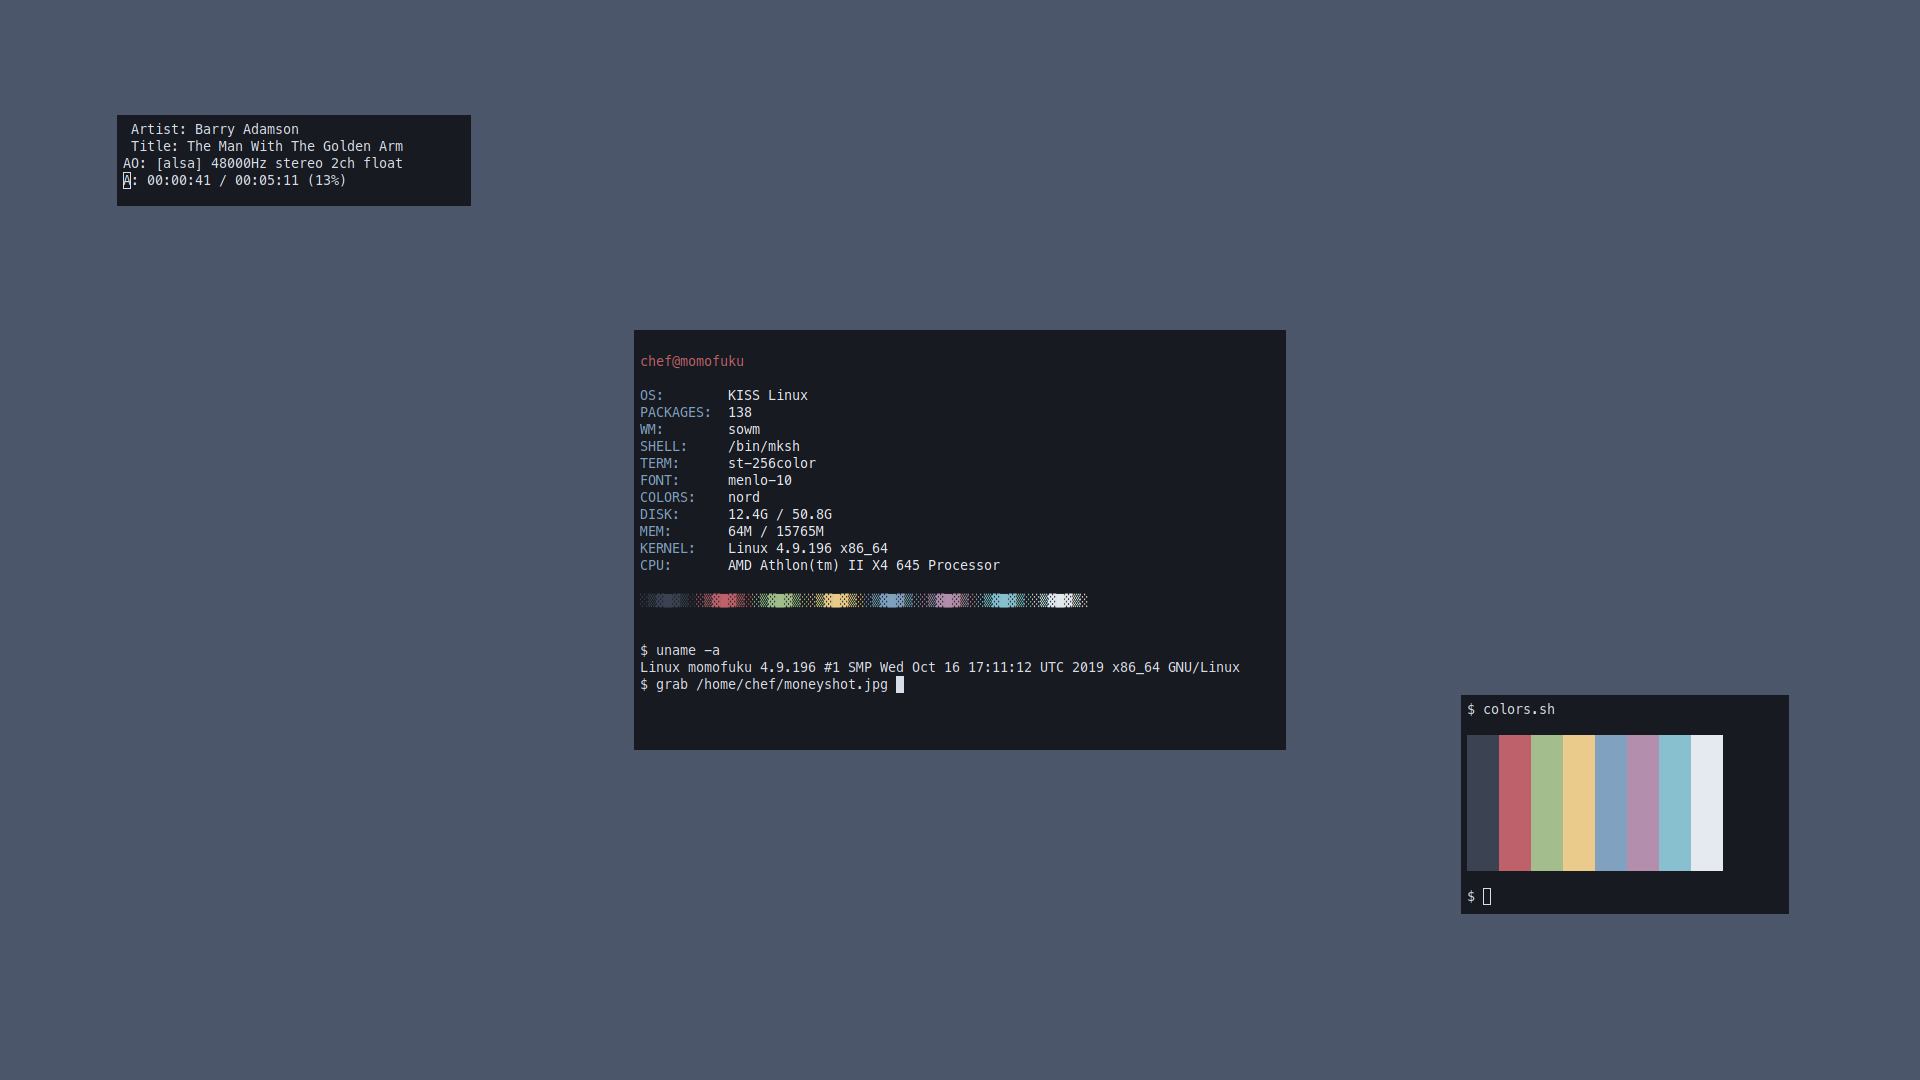 Artist: Barry Adamson
Title: The Man With The Golden Arm
AO: [alsa] 48000Hz stereo 2ch float
A: 00:00:41 / 00:05:11 (13%)
chef@momofuku
OS: KISS Linux
PACKAGES: 138
WM: sowm
SHELL: /bin/mksh
TERM: st-256color
FONT: menlo-10
COLORS: nord
DISK: 12.4G / 50.8G
MEM: 64M / 15765M
KERNEL: Linux 4.9.196 x86_64
CPU: AMD Athlon(tm) II X4 645 Processor
$ uname -a
Linux momofuku 4.9.196 #1 SMP Wed Oct 16 17:11:12 UTC 2019 x86_64 GNU/Linux
$ grab /home/chef/moneyshot.jpg
$ colors.sh
$